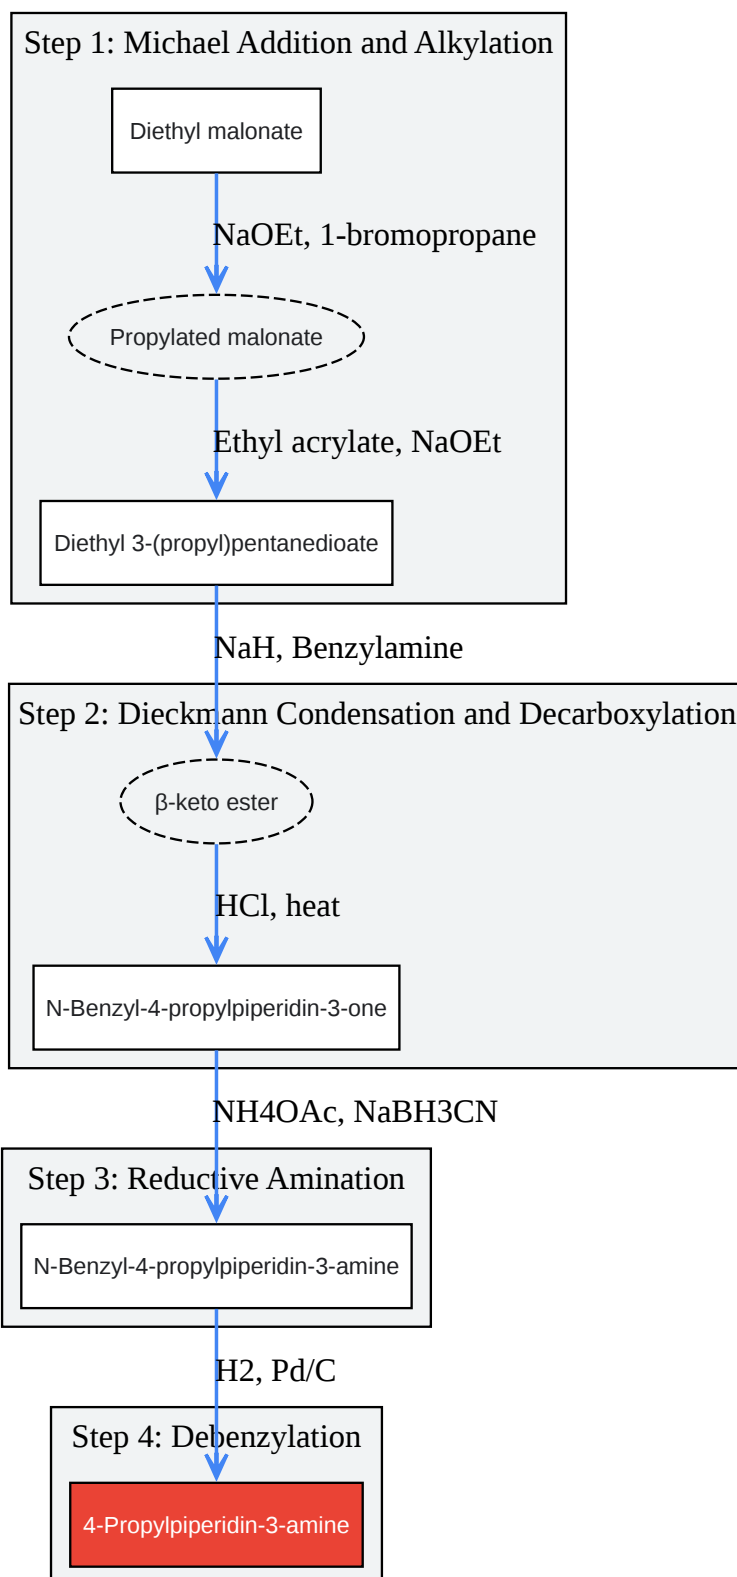 Step 1: Michael Addition and Alkylation
Diethyl malonate
NaOEt, 1-bromopropane
Propylated malonate
Ethyl acrylate, NaOEt
Diethyl 3-(propyl)pentanedioate
NaH, Benzylamine
Step 2: Dieckmann Condensation and Decarboxylation
β-keto ester
HCl, heat
N-Benzyl-4-propylpiperidin-3-one
NH4OAc, NaBH3CN
Step 3: Reductive Amination
N-Benzyl-4-propylpiperidin-3-amine
H2, Pd/C
Step 4: Debenzylation
4-Propylpiperidin-3-amine